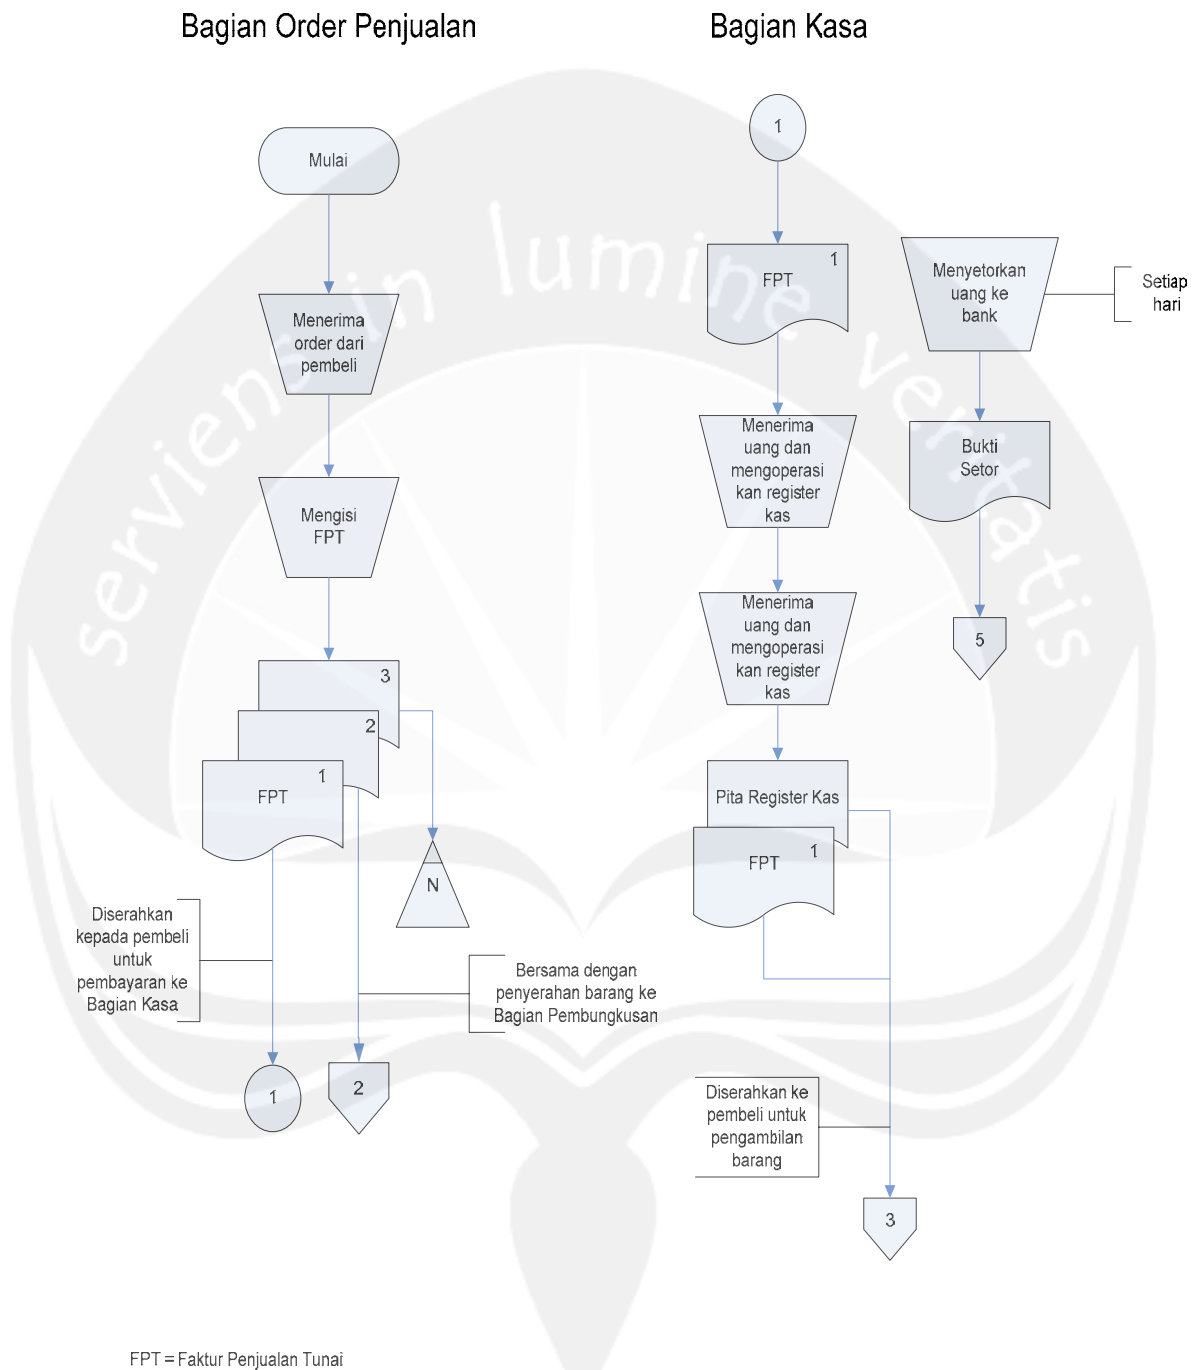 Bagian Order Penjualan
Bagian Kasa
serviens in lumine veritatis
Mulai
Menerima
order dari
pembeli
Mengisi
FPT
3
2
1
FPT
N
Diserahkan
kepada pembeli
untuk
pembayaran ke
Bagian Kasa
Bersama dengan
penyerahan barang ke
Bagian Pembungkusan
1
2
1
1
FPT
Menerima
uang dan
mengoperasi
kan register
kas
Menerima
uang dan
mengoperasi
kan register
kas
Pita Register Kas
1
FPT
Diserahkan ke
pembeli untuk
pengambilan
barang
3
Menyetorkan
uang ke
bank
Setiap
hari
Bukti
Setor
5
FPT = Faktur Penjualan Tunai